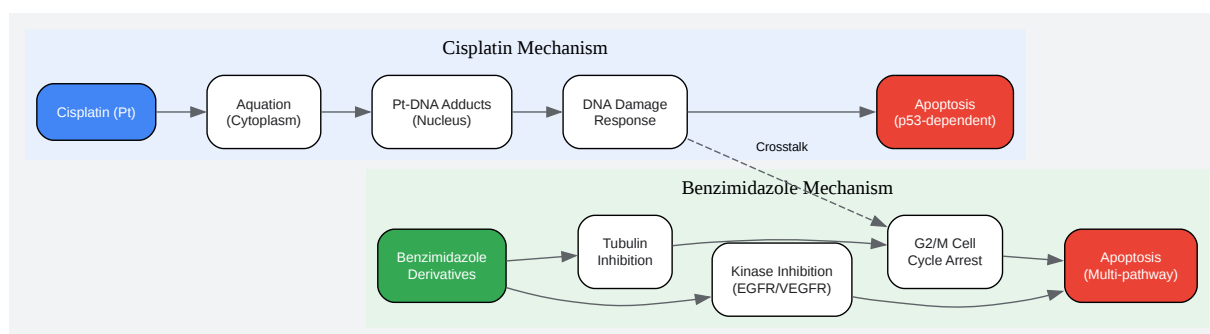 Cisplatin Mechanism
Cisplatin (Pt)
Aquation
(Cytoplasm)
Pt-DNA Adducts
(Nucleus)
DNA Damage
Response
Apoptosis
(p53-dependent)
Crosstalk
Benzimidazole Mechanism
Benzimidazole
Derivatives
Tubulin
Inhibition
Kinase Inhibition
(EGFR/VEGFR)
G2/M Cell
Cycle Arrest
Apoptosis
(Multi-pathway)